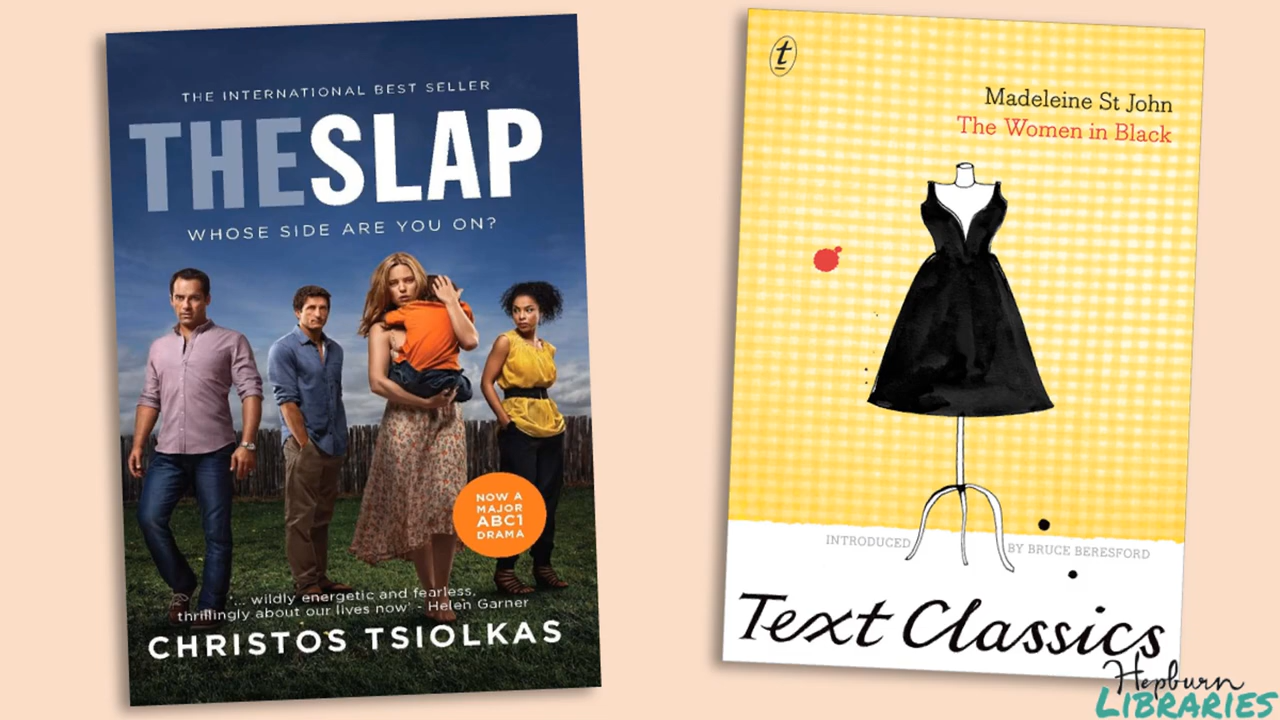 THE INTERNATIONAL BEST SELLER
THE SLAP
WHOSE SIDE ARE YOU ON?
NOW A
MAJOR
ABC1
DRAMA
'... wildly energetic and fearless,
thrillingly about our lives now' - Helen Garner
CHRISTOS TSIOLKAS
t
Madeleine St John
The Women in Black
INTRODUCED BY BRUCE BERESFORD
Text Classics
Hepburn
LIBRARIES